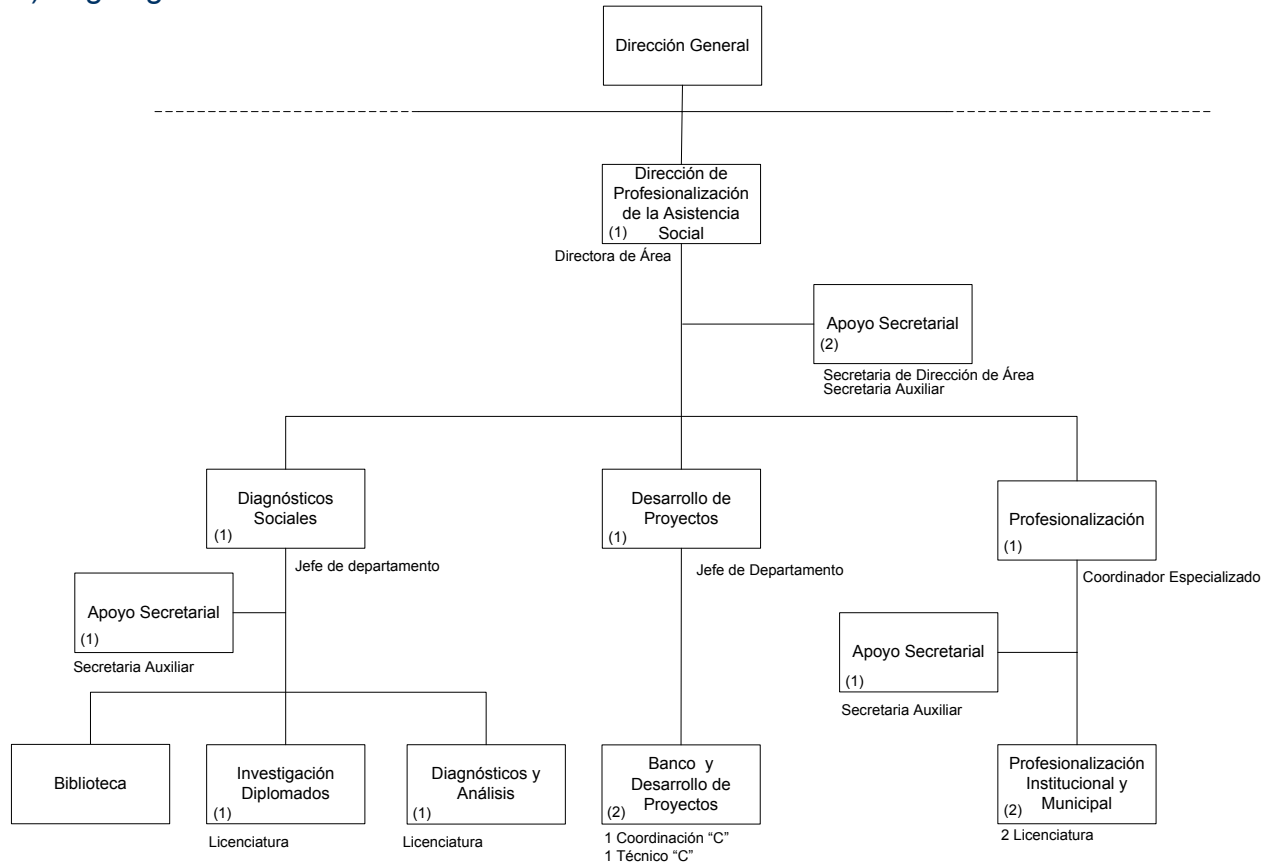 Dirección General
Dirección de
Profesionalización
de la Asistencia
Social
(1)
Directora de Área
Apoyo Secretarial
(2)
Secretaria de Dirección de Área
Secretaria Auxiliar
Diagnósticos
Sociales
(1)
Jefe de departamento
Desarrollo de
Proyectos
(1)
Jefe de Departamento
Profesionalización
(1)
Coordinador Especializado
Apoyo Secretarial
(1)
Secretaria Auxiliar
Apoyo Secretarial
(1)
Secretaria Auxiliar
Biblioteca
Investigación
Diplomados
(1)
Licenciatura
Diagnósticos y
Análisis
(1)
Licenciatura
Banco y
Desarrollo de
Proyectos
(2)
1 Coordinación “C”
1 Técnico “C”
Profesionalización
Institucional y
Municipal
(2)
2 Licenciatura